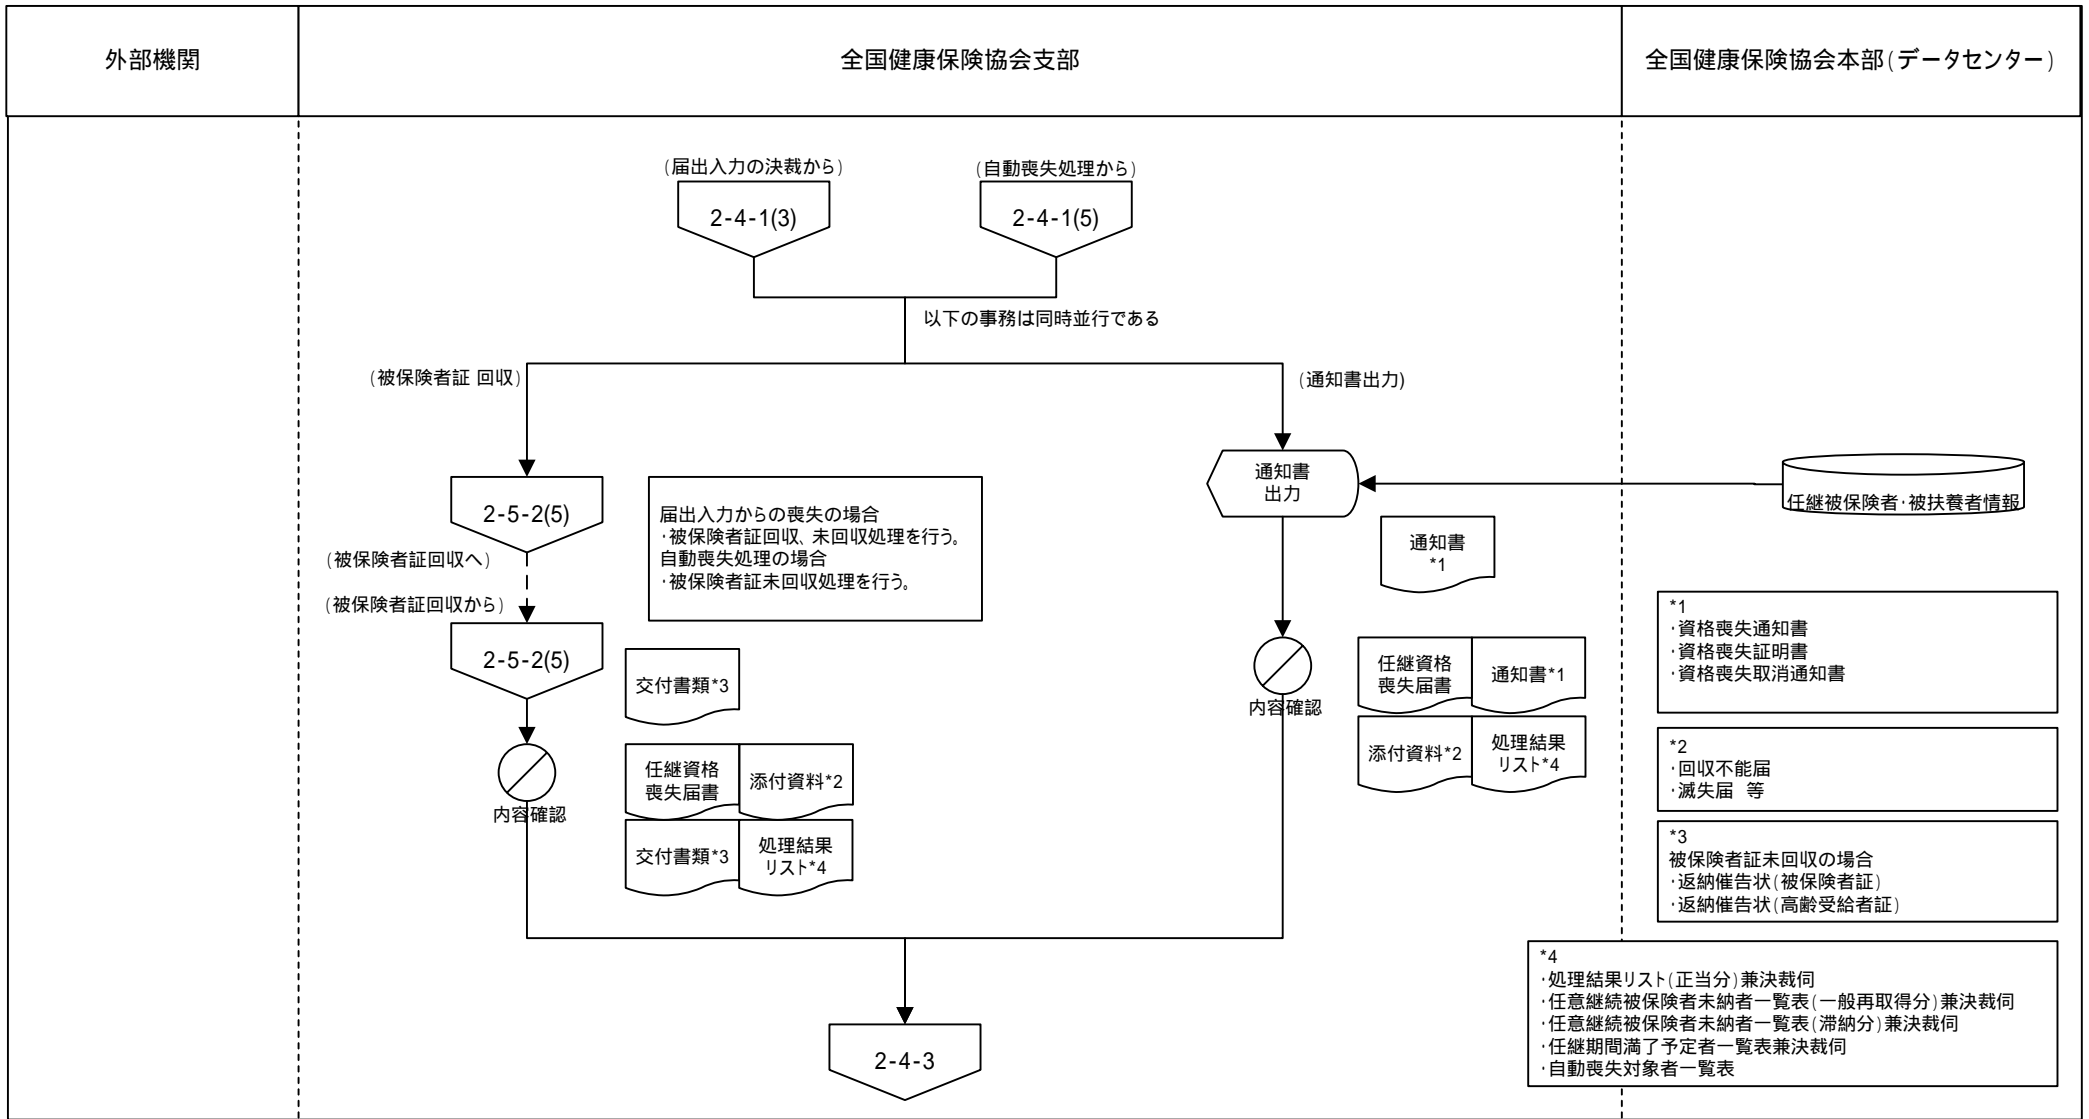 外部機関
全国健康保険協会支部
全国健康保険協会本部(データセンター)
(届出入力の決裁から)
(自動喪失処理から)
2-4-1(3)
2-4-1(5)
以下の事務は同時並行である
(被保険者証 回収)
(通知書出力)
2-5-2(5)
届出入力からの喪失の場合
・被保険者証回収、未回収処理を行う。
自動喪失処理の場合
・被保険者証未回収処理を行う。
通知書
出力
任継被保険者・被扶養者情報
通知書
*1
(被保険者証回収へ)
(被保険者証回収から)
2-5-2(5)
交付書類*3
内容確認
任継資格
喪失届書
添付資料*2
交付書類*3
処理結果
リスト*4
内容確認
任継資格
喪失届書
通知書*1
添付資料*2
処理結果
リスト*4
*1
・資格喪失通知書
・資格喪失証明書
・資格喪失取消通知書
*2
・回収不能届
・滅失届 等
*3
被保険者証未回収の場合
・返納催告状(被保険者証)
・返納催告状(高齢受給者証)
*4
・処理結果リスト(正当分)兼決裁伺
・任意継続被保険者未納者一覧表(一般再取得分)兼決裁伺
・任意継続被保険者未納者一覧表(滞納分)兼決裁伺
・任継期間満了予定者一覧表兼決裁伺
・自動喪失対象者一覧表
2-4-3